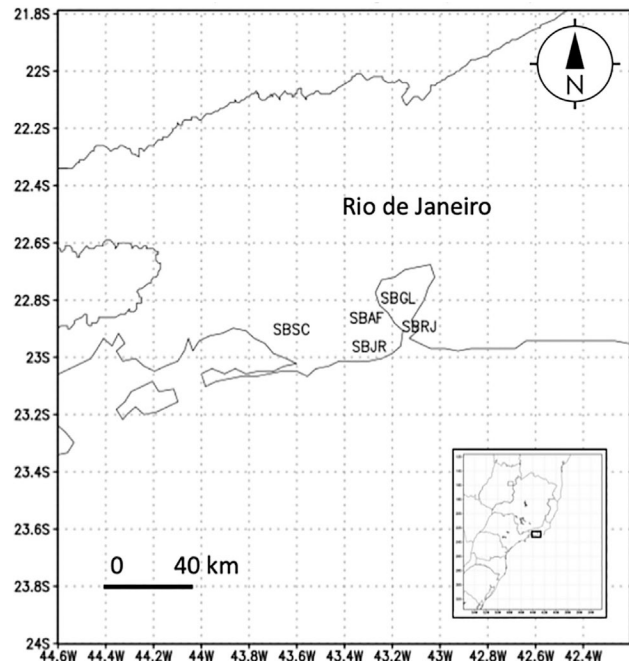 21.8S
N
22S
22.2S
22.4S
Rio de Janeiro
22.6S
22.8S
SBGL
SBAF
SBRJ
SBSC
SBJR
23S
23.2S
23.4S
23.6S
0 40 km
23.8S
24S
44.6W 44.4W 44.2W 44W 43.8W 43.6W 43.4W 43.2W 43W 42.8W 42.6W 42.4W